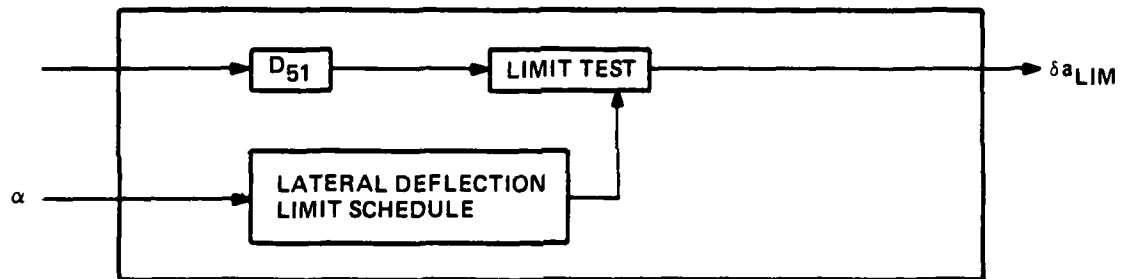 D51
LIMIT TEST
δaLIM
α
LATERAL DEFLECTION
LIMIT SCHEDULE